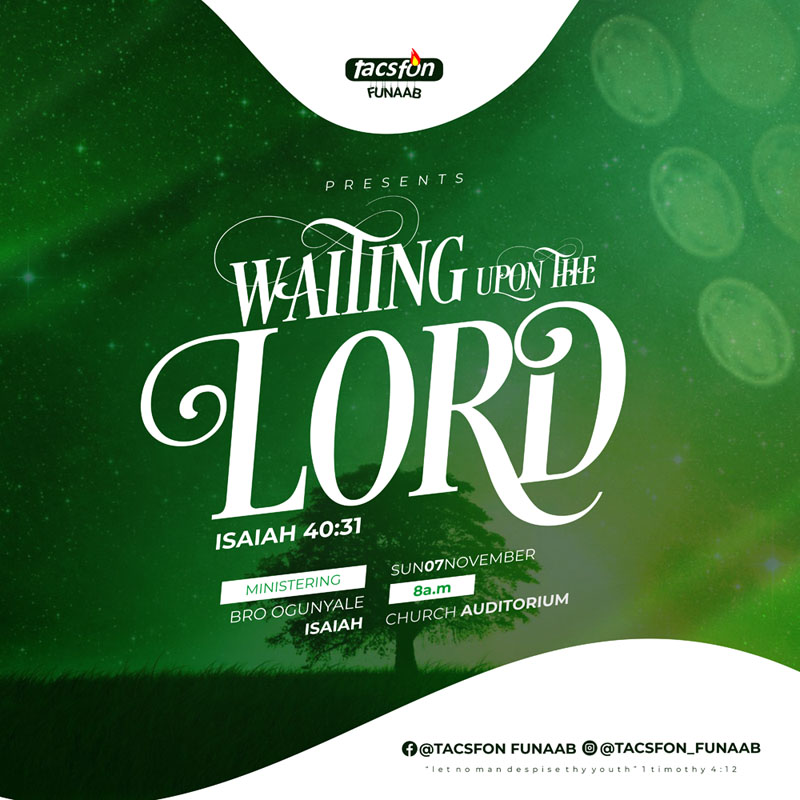 tacsfon
FUNAAB
PRESENTS
WAITING UPON THE
LORD
ISAIAH 40:31
MINISTERING
BRO OGUNYALE
ISAIAH
SUN07NOVEMBER
8a.m
CHURCH AUDITORIUM
@TACSFON FUNAAB @TACSFON_FUNAAB
"let no man despise thy youth" 1 timothy 4:12